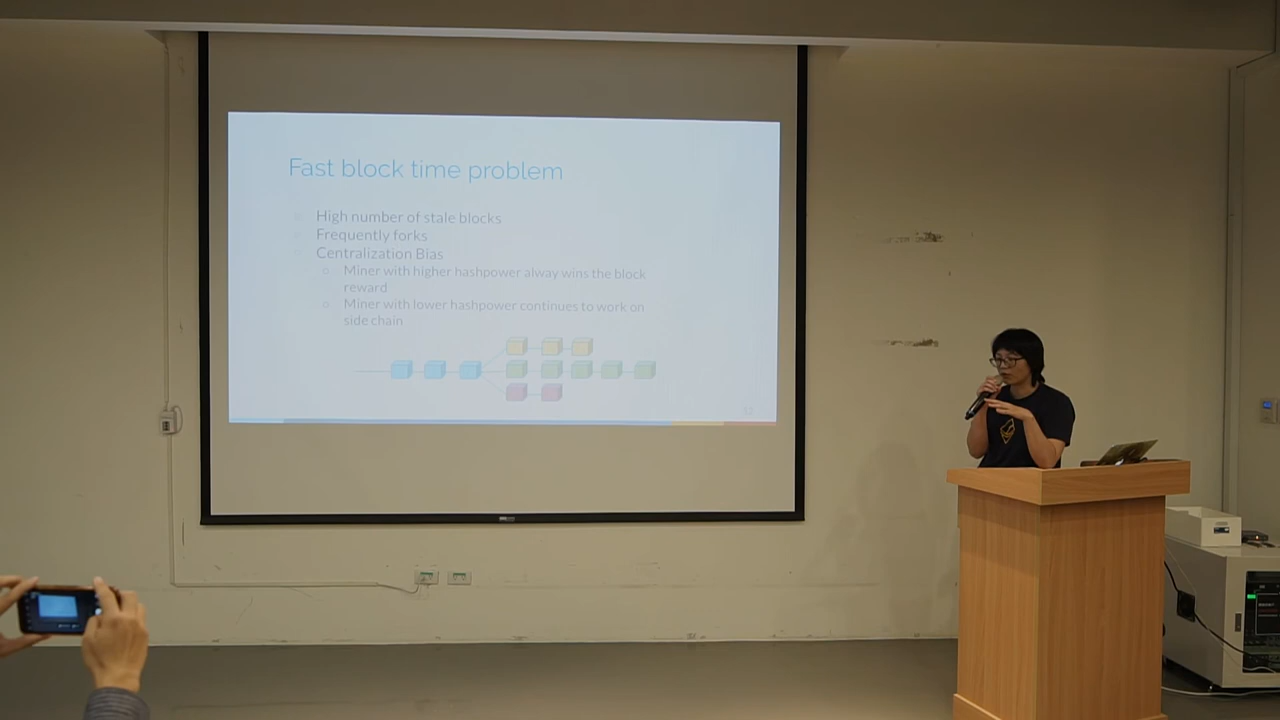 Fast block time problem
High number of stale blocks
Frequently forks
Centralization Bias
Miner with higher hashpower alway wins the block
reward
Miner with lower hashpower continues to work on
side chain